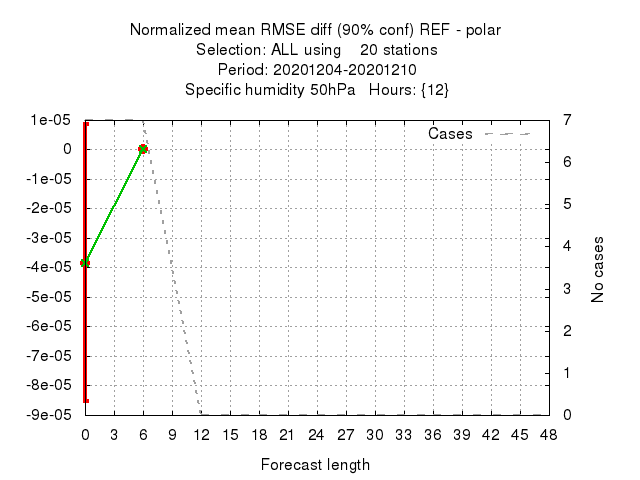 Normalized mean RMSE diff (90% conf) REF - polar
Selection: ALL using    20 stations
Period: 20201204-20201210
Specific humidity 50hPa   Hours: {12}
Cases
1e-05
0
-1e-05
-2e-05
-3e-05
-4e-05
-5e-05
-6e-05
-7e-05
-8e-05
-9e-05
7
6
5
4
3
2
1
0
No cases
0 3 6 9 12 15 18 21 24 27 30 33 36 39 42 45 48
Forecast length